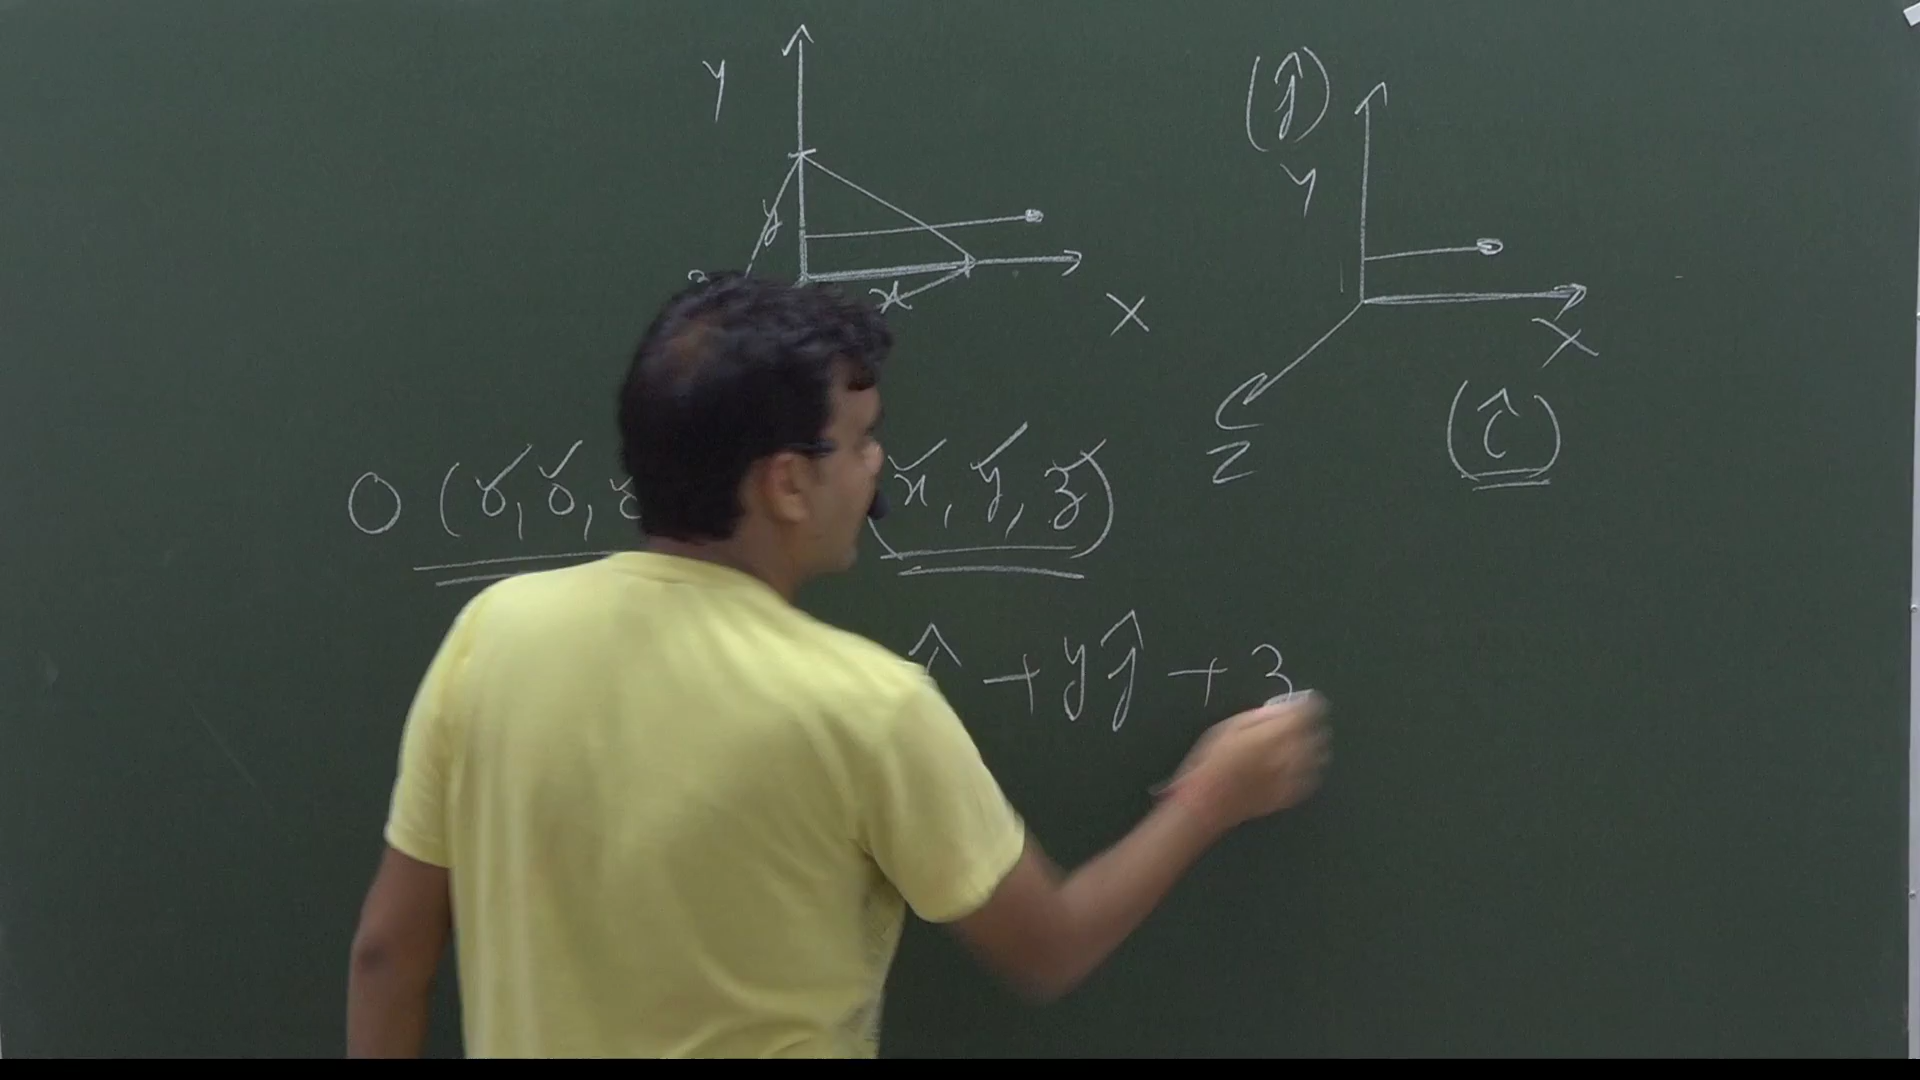 y
(ĵ)
y
y
x
X
X
(î)
Z
O (0, 0, 0
(x, y, z)
î + yĵ + z